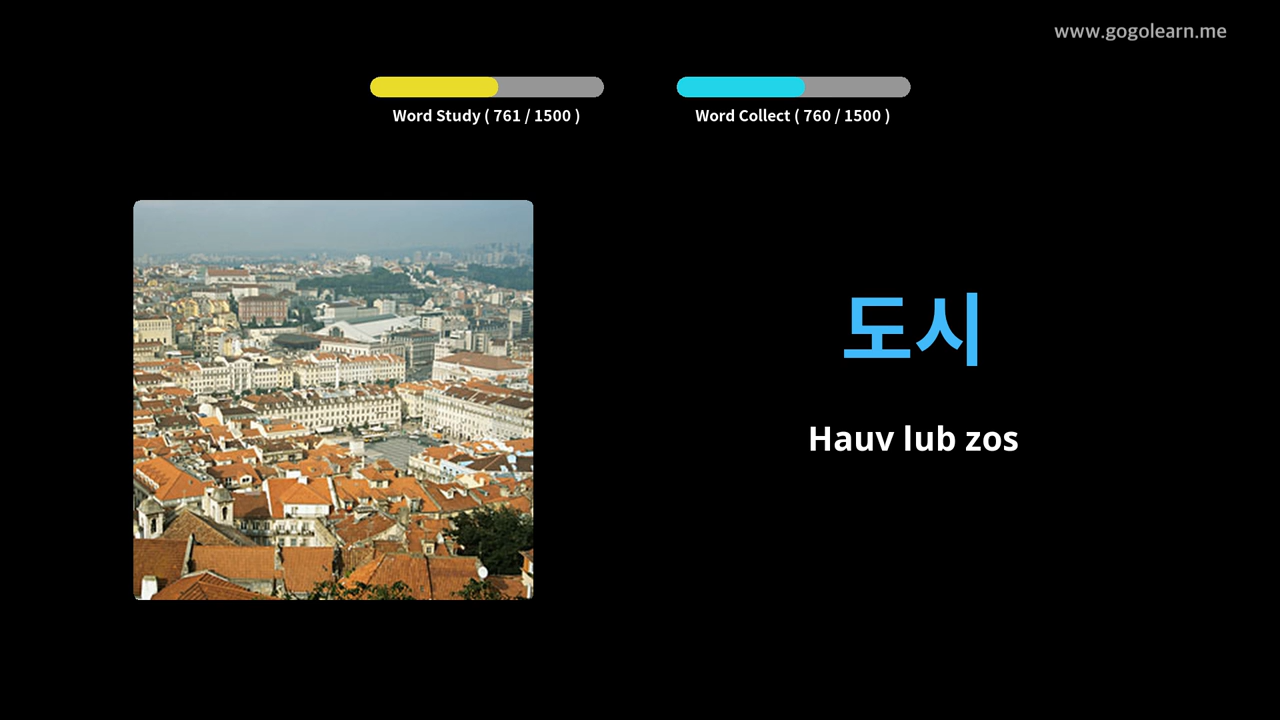 www.gogolearn.me
Word Study ( 761 / 1500 )
Word Collect ( 760 / 1500 )
도시
Hauv lub zos